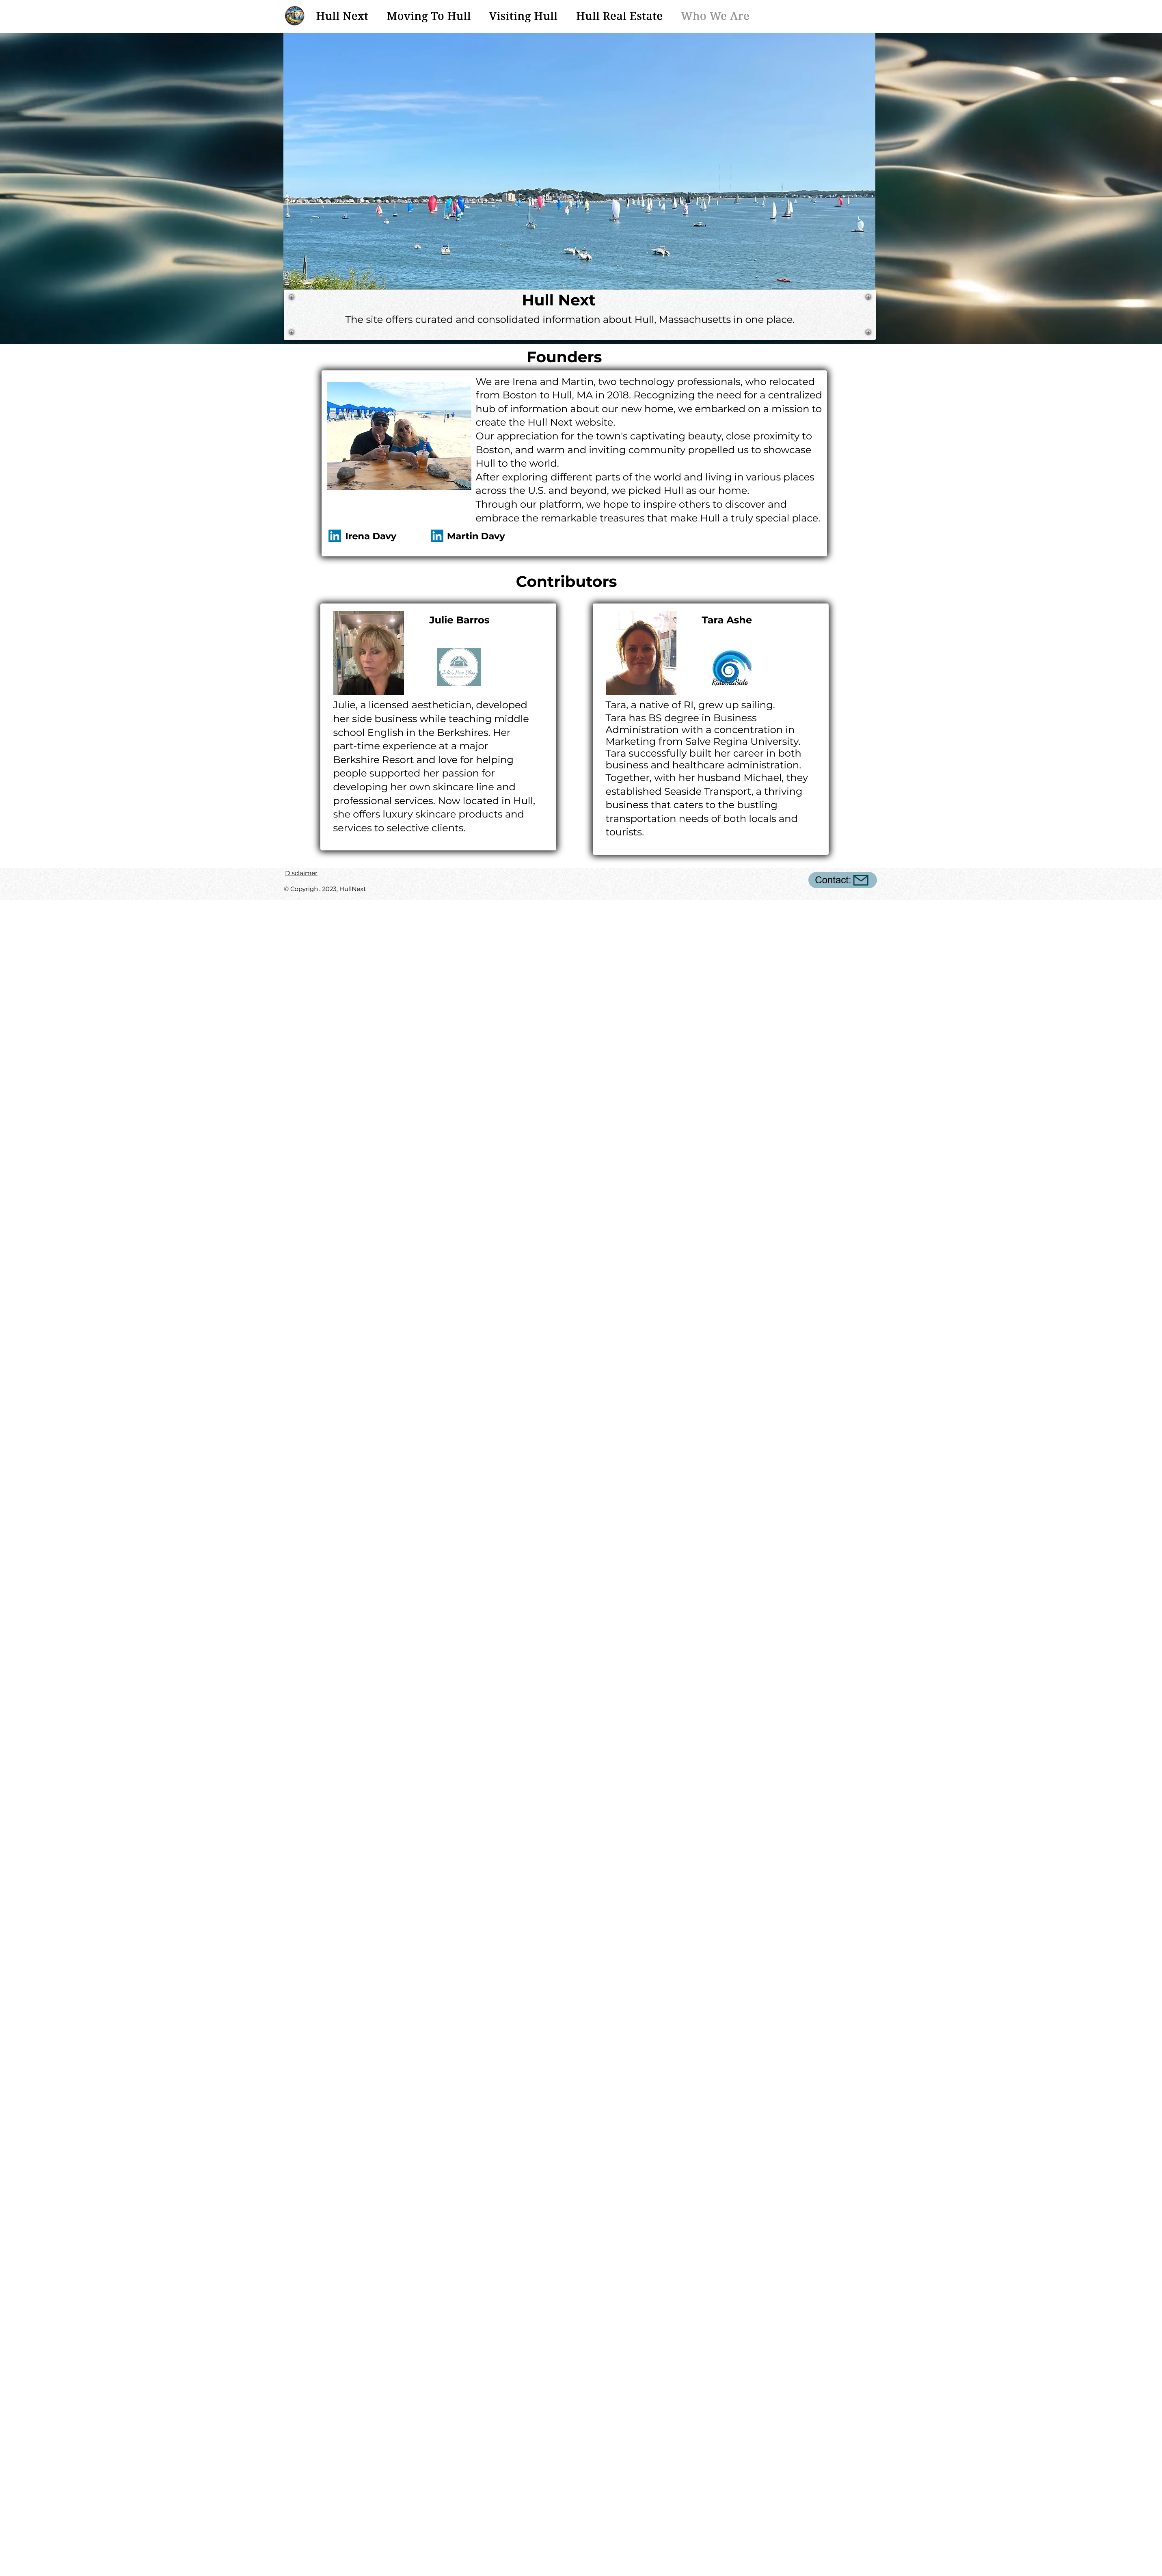 Hull Next Moving To Hull Visiting Hull Hull Real Estate Who We Are
Hull Next
The site offers curated and consolidated information about Hull, Massachusetts in one place.
Founders
We are Irena and Martin, two technology professionals, who relocated
from Boston to Hull, MA in 2018. Recognizing the need for a centralized
hub of information about our new home, we embarked on a mission to
create the Hull Next website.
Our appreciation for the town's captivating beauty, close proximity to
Boston, and warm and inviting community propelled us to showcase
Hull to the world.
After exploring different parts of the world and living in various places
across the U.S. and beyond, we picked Hull as our home.
Through our platform, we hope to inspire others to discover and
embrace the remarkable treasures that make Hull a truly special place.
in Irena Davy in Martin Davy
Contributors
Julie Barros
Julie, a licensed aesthetician, developed
her side business while teaching middle
school English in the Berkshires. Her
part-time experience at a major
Berkshire Resort and love for helping
people supported her passion for
developing her own skincare line and
professional services. Now located in Hull,
she offers luxury skincare products and
services to selective clients.
Tara Ashe
RideSeaSide
Tara, a native of RI, grew up sailing.
Tara has BS degree in Business
Administration with a concentration in
Marketing from Salve Regina University.
Tara successfully built her career in both
business and healthcare administration.
Together, with her husband Michael, they
established Seaside Transport, a thriving
business that caters to the bustling
transportation needs of both locals and
tourists.
Disclaimer
© Copyright 2023, HullNext
Contact: